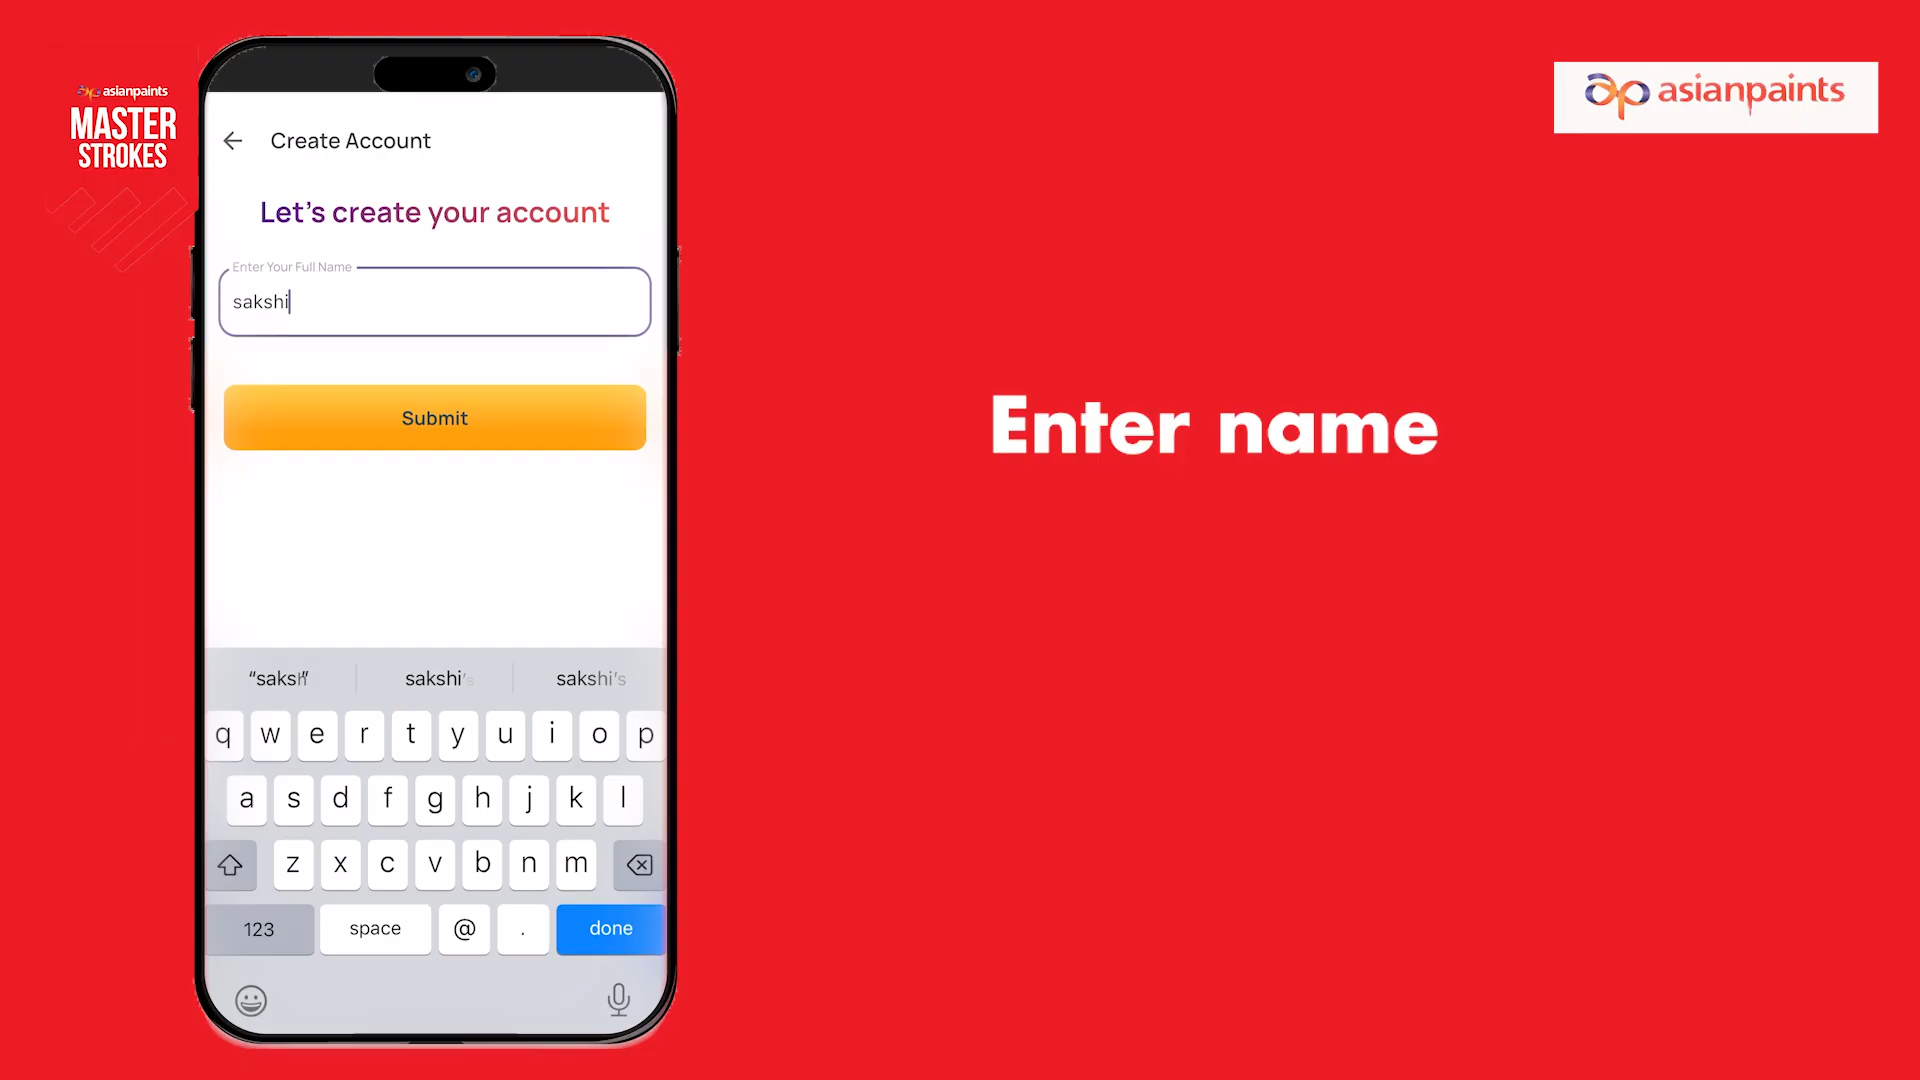 asianpaints
MASTER
STROKES
Create Account
Let's create your account
Enter Your Full Name
sakshi
Submit
"sakshi" sakshi's sakshi's
q w e r t y u i o p
a s d f g h j k l
z x c v b n m
123 space @ . done
Enter name
ap asianpaints